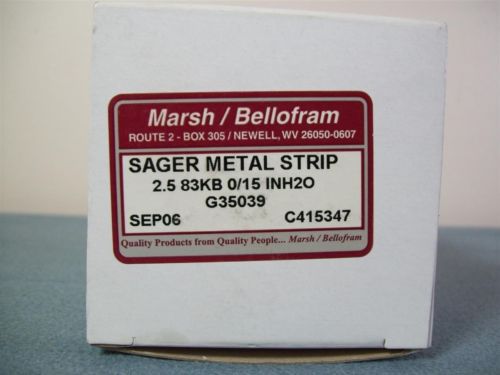 Marsh / Bellofram
ROUTE 2 - BOX 305 / NEWELL, WV 26050-0607
SAGER METAL STRIP
2.5 83KB 0/15 INH2O
G35039
SEP06 C415347
Quality Products from Quality People... Marsh / Bellofram